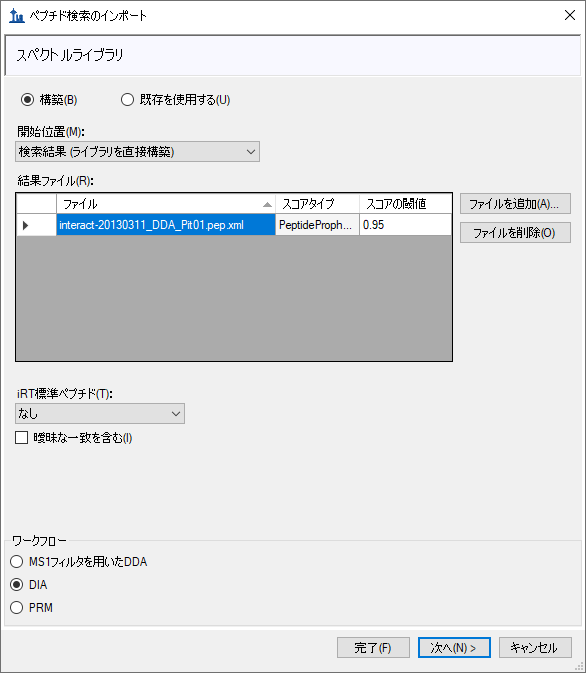 ペプチド検索のインポート
スペクトルライブラリ
構築(B) 既存を使用する(U)
開始位置(M):
検索結果 (ライブラリを直接構築)
結果ファイル(R):
ファイル スコアタイプ スコアの閾値
interact-20130311_DDA_Pit01.pep.xml PeptideProph... 0.95
ファイルを追加(A)...
ファイルを削除(O)
iRT標準ペプチド(T):
なし
曖昧な一致を含む(I)
ワークフロー
MS1フィルタを用いたDDA
DIA
PRM
完了(F) 次へ(N) > キャンセル